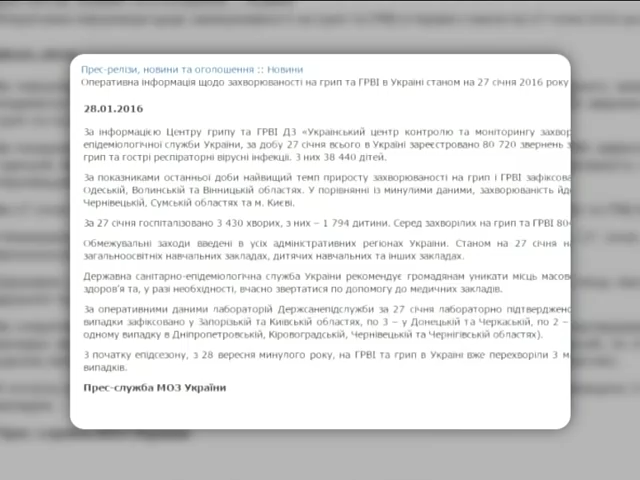 Прес-релізи, новини та оголошення :: Новини
Оперативна інформація щодо захворюваності на грип та ГРВІ в Україні станом на 27 січня 2016 року
28.01.2016
За інформацією Центру грипу та ГРВІ ДЗ «Український центр контролю та моніторингу захвор
епідеміологічної служби України, за добу 27 січня всього в Україні зареєстровано 80 720 звернень з
грип та гострі респіраторні вірусні інфекції. З них 38 440 дітей.
За показниками останньої доби найвищий темп приросту захворюваності на грип і ГРВІ зафіксова
Одеській, Волинській та Вінницькій областях. У порівнянні із минулими даними, захворюваність йде
Чернівецькій, Сумській областях та м. Києві.
За 27 січня госпіталізовано 3 430 хворих, з них – 1 794 дитини. Серед захворілих на грип та ГРВІ 804
Обмежувальні заходи введені в усіх адміністративних регіонах України. Станом на 27 січня н
загальноосвітніх навчальних закладах, дитячих навчальних та інших закладах.
Державна санітарно-епідеміологічна служба України рекомендує громадянам уникати місць масов
здоров'я та, у разі необхідності, вчасно звертатися по допомогу до медичних закладів.
За оперативними даними лабораторій Держсанепідслужби за 27 січня лабораторно підтверджено
випадки зафіксовано у Запорізькій та Київській областях, по 3 – у Донецькій та Черкаській, по 2 –
одному випадку в Дніпропетровській, Кіровоградській, Чернівецькій та Чернігівській областях).
З початку епідсезону, з 28 вересня минулого року, на ГРВІ та грип в Україні вже перехворіли 3 м
випадків.
Прес-служба МОЗ України